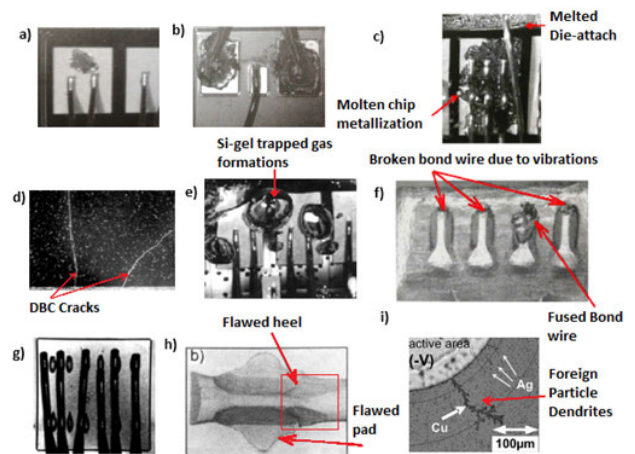 a)
b)
c)
Melted
Die-attach
Molten chip
metallization
Si-gel trapped gas
formations
Broken bond wire due to vibrations
d)
e)
f)
DBC Cracks
Fused Bond
wire
g)
Flawed heel
h)
b)
Flawed
pad
i)
active area
(-V)
Ag
Cu
100µm
Foreign
Particle
Dendrites